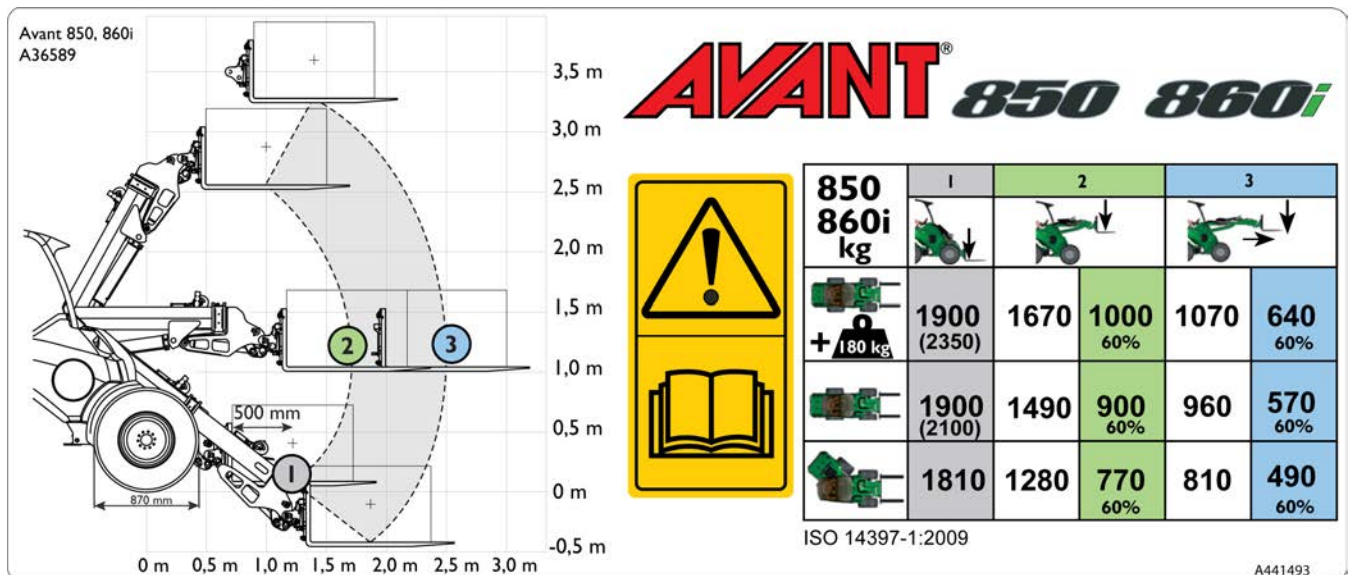 Avant 850, 860i
A36589
3,5 m
3,0 m
2,5 m
2,0 m
1,5 m
1,0 m
0,5 m
0 m
-0,5 m
2
3
500 mm
1
870 mm
0 m 0,5 m 1,0 m 1,5 m 2,0 m 2,5 m 3,0 m
AVANT® 850 860i
850
860i
kg
1 2 3
+ 180 kg
1900 1670 1000 1070 640
(2350) 60% 60%
1900 1490 900 960 570
(2100) 60% 60%
1810 1280 770 810 490
60% 60%
ISO 14397-1:2009
A441493